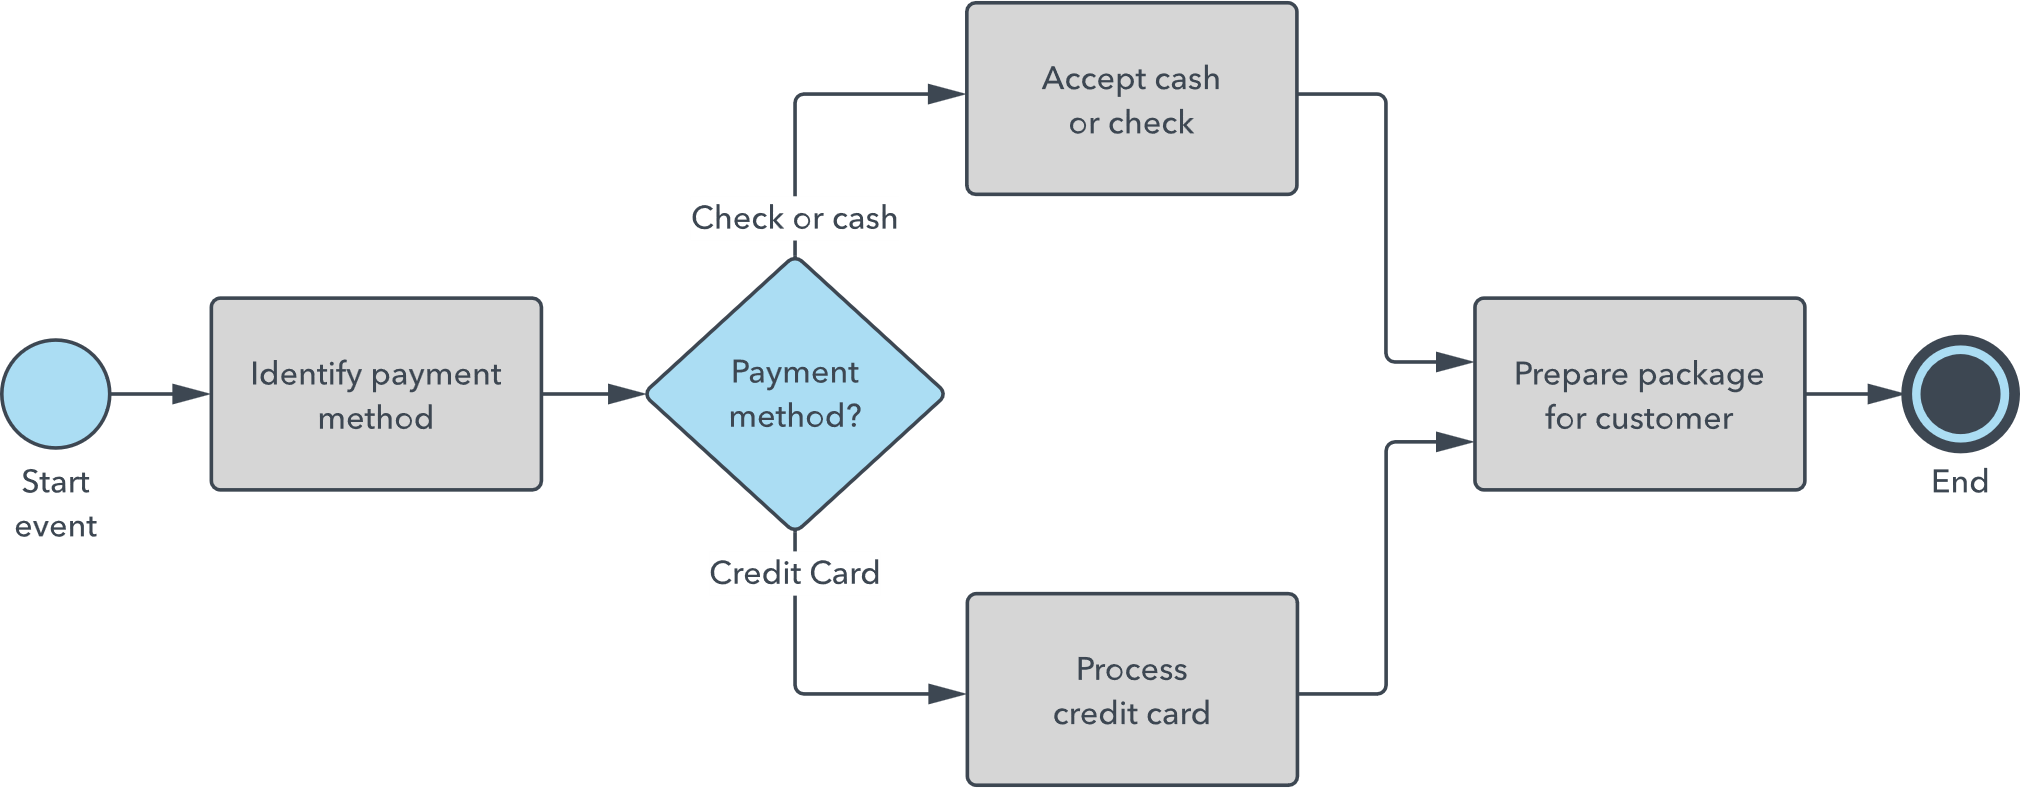 Start
event
Identify payment
method
Payment
method?
Check or cash
Accept cash
or check
Credit Card
Process
credit card
Prepare package
for customer
End